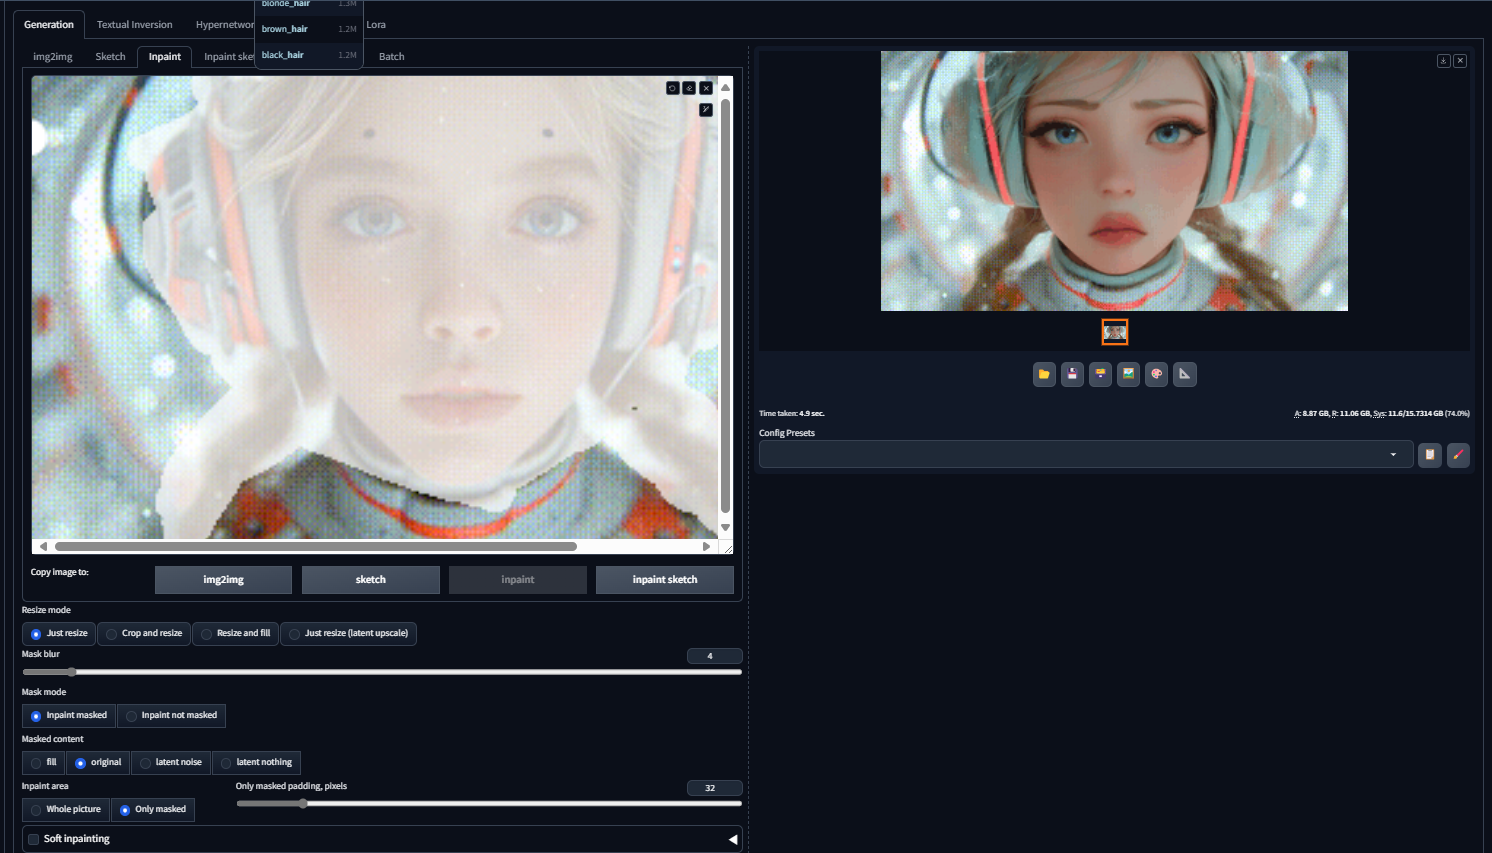 blonde_hair 1.3M
Generation Textual Inversion Hypernetwor Lora
brown_hair 1.2M
black_hair 1.2M
img2img Sketch Inpaint Inpaint sket Batch
Copy image to: img2img sketch inpaint inpaint sketch
Resize mode
Just resize Crop and resize Resize and fill Just resize (latent upscale)
Mask blur 4
Mask mode
Inpaint masked Inpaint not masked
Masked content
fill original latent noise latent nothing
Inpaint area Only masked padding, pixels 32
Whole picture Only masked
Soft inpainting
Time taken: 4.9 sec. A: 8.87 GB, R: 11.06 GB, Sys: 11.6/15.7314 GB (74.0%)
Config Presets